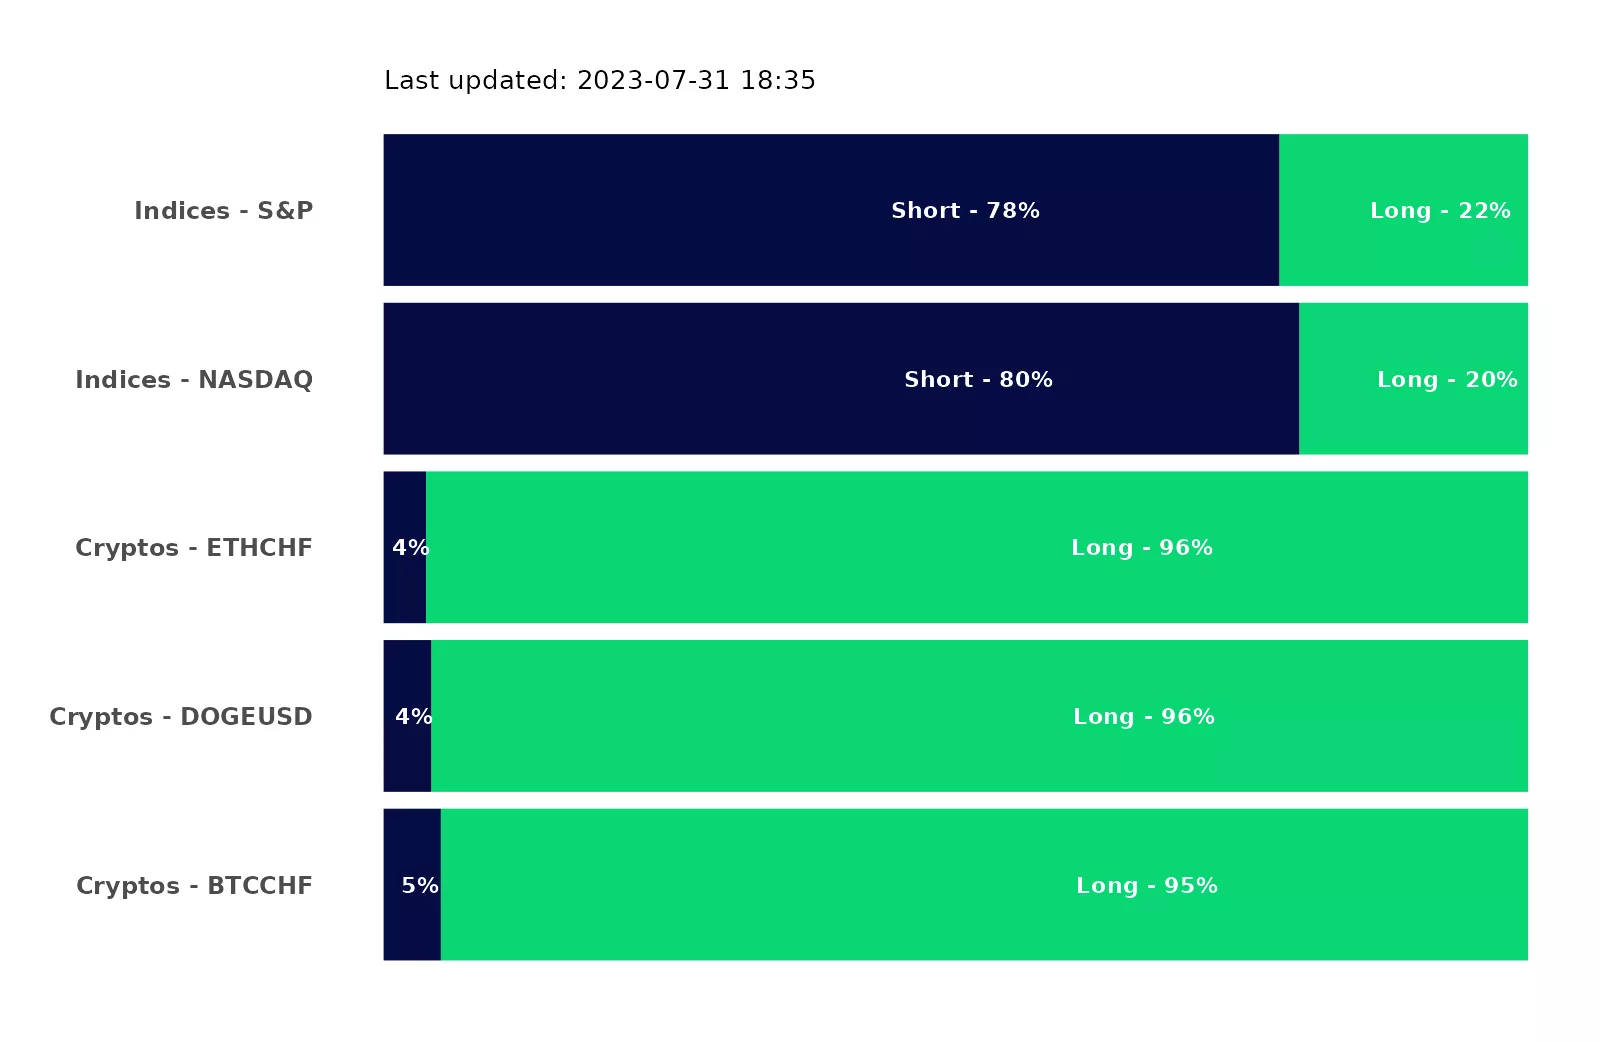 Last updated: 2023-07-31 18:35
Indices - S&P
Short - 78%
Long - 22%
Indices - NASDAQ
Short - 80%
Long - 20%
Cryptos - ETHCHF
4%
Long - 96%
Cryptos - DOGEUSD
4%
Long - 96%
Cryptos - BTCCHF
5%
Long - 95%